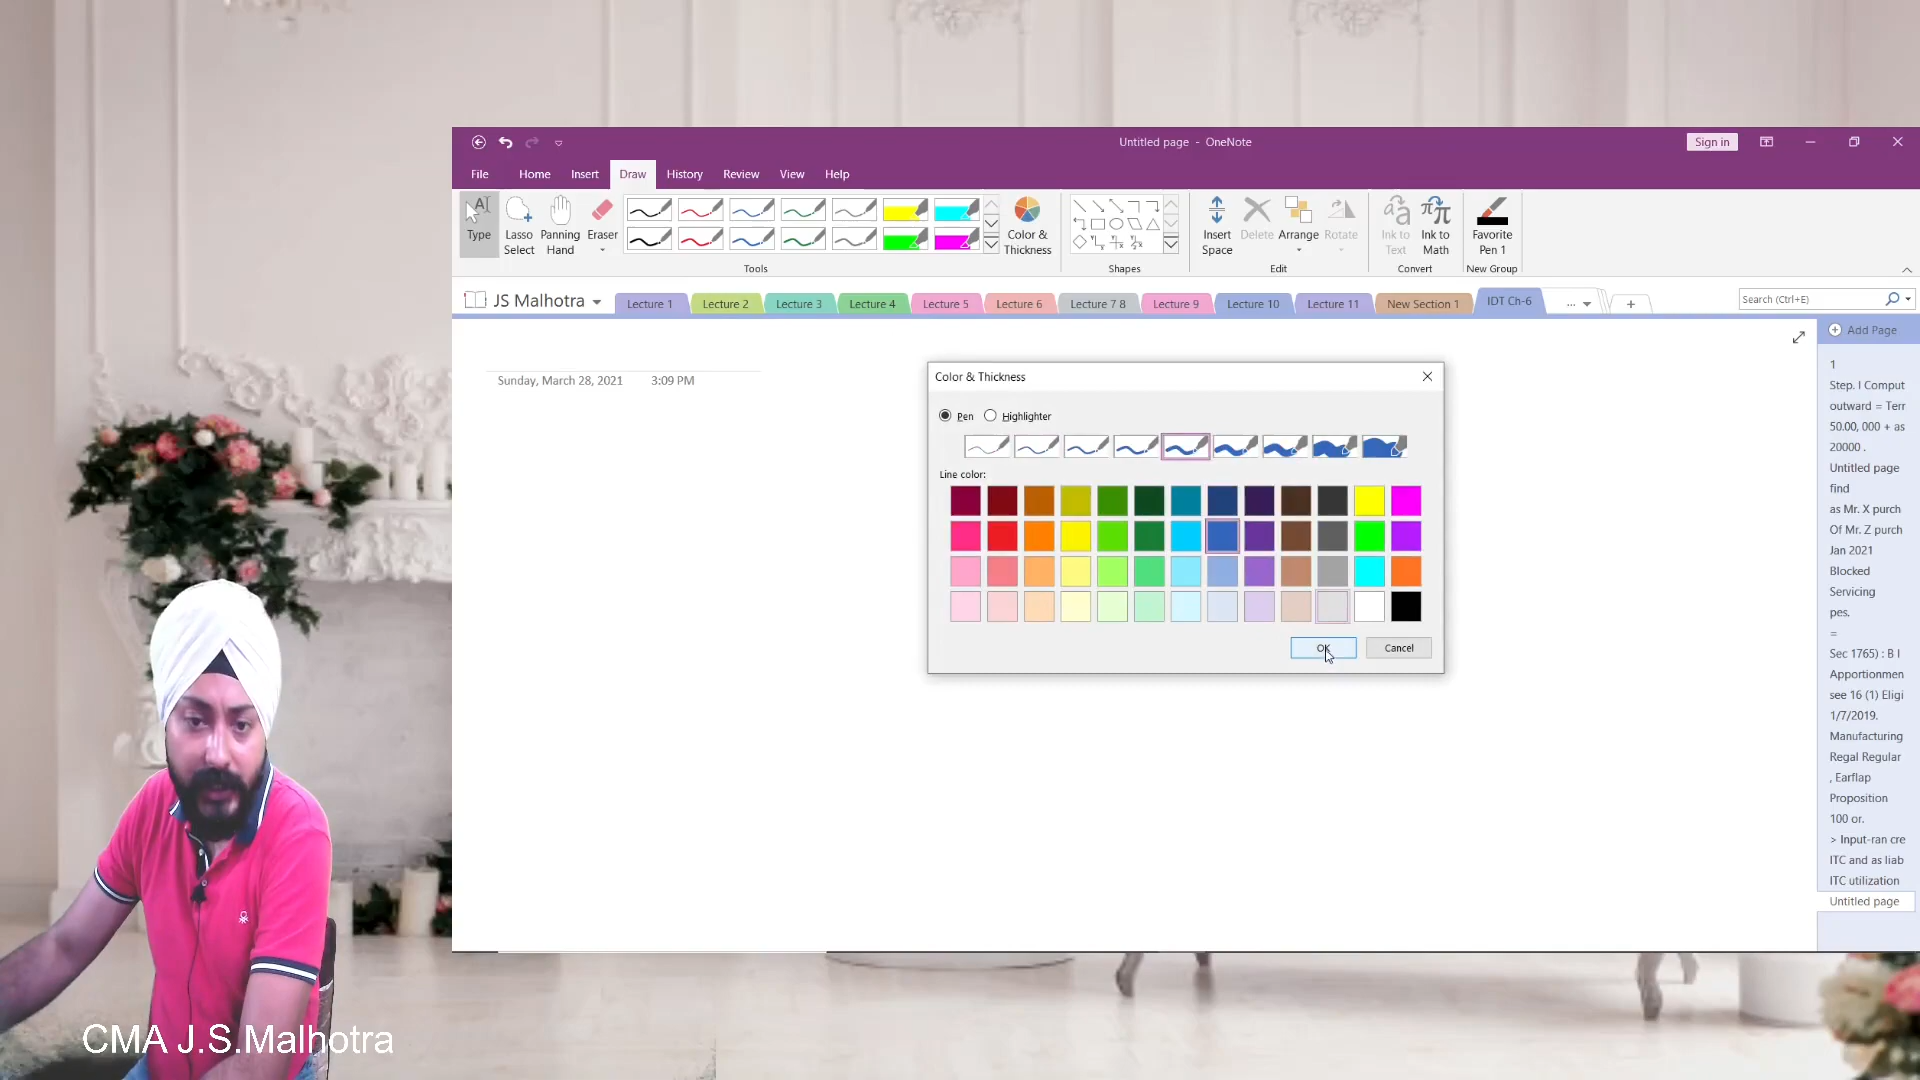 Untitled page - OneNote
Sign in
File Home Insert Draw History Review View Help
Type
Lasso Select
Panning Hand
Eraser
Color & Thickness
Insert Space
Delete
Arrange
Rotate
Ink to Text
Ink to Math
Favorite Pen 1
Tools
Shapes
Edit
Convert
New Group
JS Malhotra
Lecture 1 Lecture 2 Lecture 3 Lecture 4 Lecture 5 Lecture 6 Lecture 7 8 Lecture 9 Lecture 10 Lecture 11 New Section 1 IDT Ch-6 ...
Search (Ctrl+E)
Add Page
Sunday, March 28, 2021 3:09 PM
Color & Thickness
Pen Highlighter
Line color:
OK Cancel
1
Step. I Comput
outward = Terr
50.00, 000 + as
20000 .
Untitled page
find
as Mr. X purch
Of Mr. Z purch
Jan 2021
Blocked
Servicing
pes.
=
Sec 1765) : B I
Apportionmen
see 16 (1) Eligi
1/7/2019.
Manufacturing
Regal Regular
, Earflap
Proposition
100 or.
> Input-ran cre
ITC and as liab
ITC utilization
Untitled page
CMA J.S.Malhotra